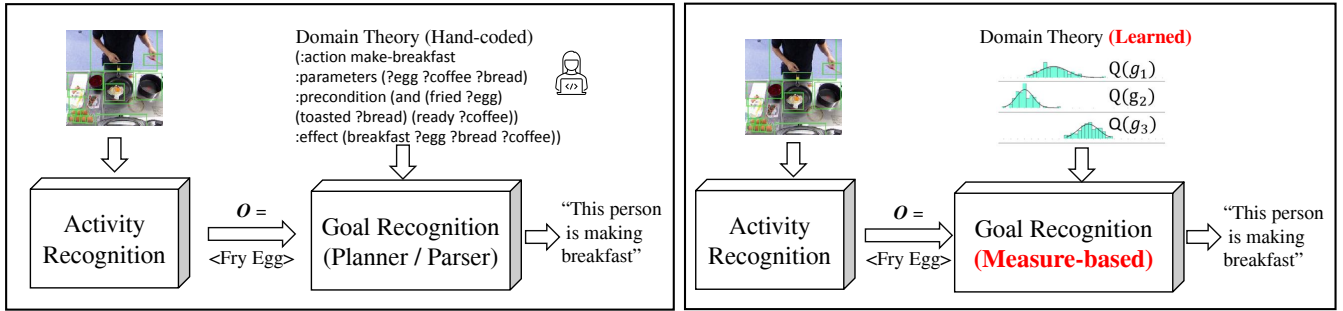 Domain Theory (Hand-coded)
(:action make-breakfast
:parameters (?egg ?coffee ?bread)
:precondition (and (fried ?egg)
(toasted ?bread) (ready ?coffee))
:effect (breakfast ?egg ?bread ?coffee))
</>
Activity
Recognition
O =
<Fry Egg>
Goal Recognition
(Planner / Parser)
“This person
is making
breakfast”
Domain Theory (Learned)
Q(g1)
Q(g2)
Q(g3)
Activity
Recognition
O =
<Fry Egg>
Goal Recognition
(Measure-based)
“This person
is making
breakfast”